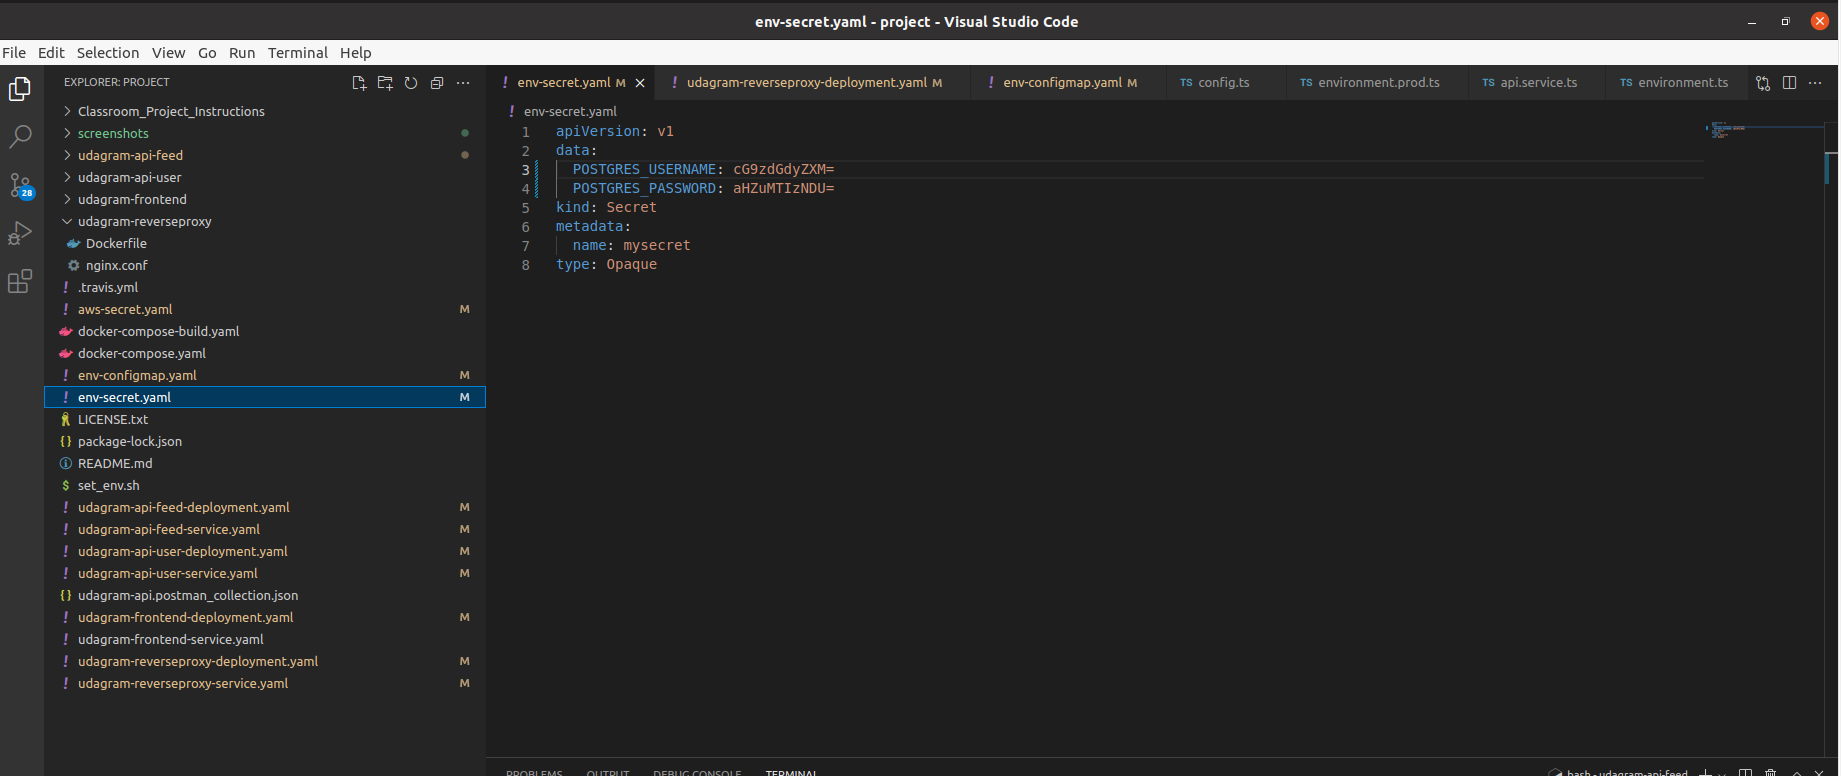 env-secret.yaml - project - Visual Studio Code
File Edit Selection View Go Run Terminal Help
EXPLORER: PROJECT
Classroom_Project_Instructions
screenshots
udagram-api-feed
udagram-api-user
udagram-frontend
udagram-reverseproxy
Dockerfile
nginx.conf
! .travis.yml
! aws-secret.yaml M
docker-compose-build.yaml
docker-compose.yaml
! env-configmap.yaml M
! env-secret.yaml M
LICENSE.txt
{} package-lock.json
README.md
$ set_env.sh
! udagram-api-feed-deployment.yaml M
! udagram-api-feed-service.yaml M
! udagram-api-user-deployment.yaml M
! udagram-api-user-service.yaml M
{} udagram-api.postman_collection.json
! udagram-frontend-deployment.yaml M
! udagram-frontend-service.yaml
! udagram-reverseproxy-deployment.yaml M
! udagram-reverseproxy-service.yaml M
28
! env-secret.yaml M ! udagram-reverseproxy-deployment.yaml M ! env-configmap.yaml M TS config.ts TS environment.prod.ts TS api.service.ts TS environment.ts
! env-secret.yaml
1 apiVersion: v1
2 data:
3 POSTGRES_USERNAME: cG9zdGdyZXM=
4 POSTGRES_PASSWORD: aHZuMTIzNDU=
5 kind: Secret
6 metadata:
7 name: mysecret
8 type: Opaque
PROBLEMS OUTPUT DEBUG CONSOLE TERMINAL bash - udagram-api-feed